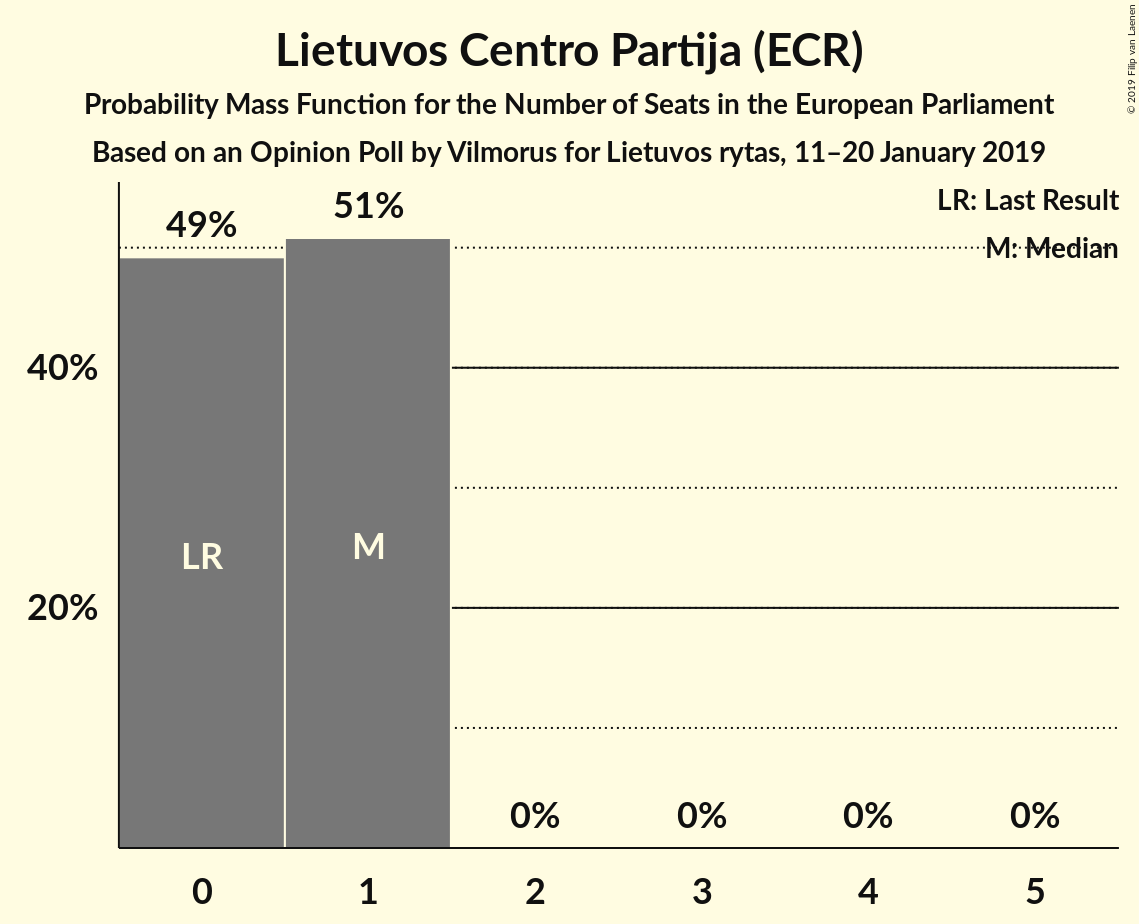 Lietuvos Centro Partija (ECR)
Probability Mass Function for the Number of Seats in the European Parliament
Based on an Opinion Poll by Vilmorus for Lietuvos rytas, 11–20 January 2019
© 2019 Filip van Laenen
LR: Last Result
M: Median
49%
51%
40%
20%
LR
M
0%
0%
0%
0%
0
1
2
3
4
5